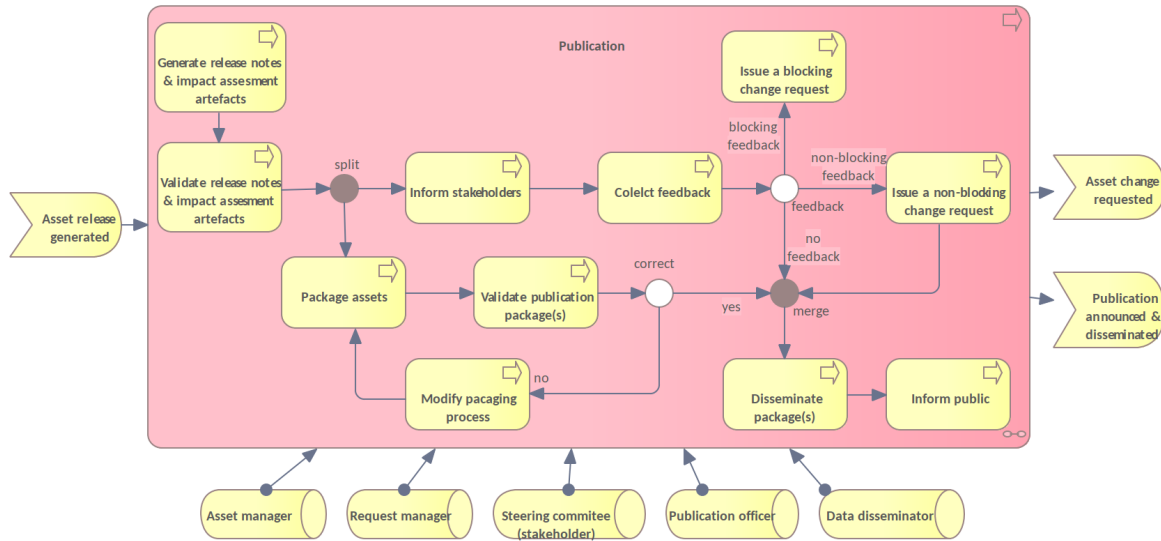 Publication
Generate release notes
& impact assesment
artefacts
Issue a blocking
change request
blocking
feedback
split
Validate release notes
& impact assesment
artefacts
Inform stakeholders
Colelct feedback
non-blocking
feedback
feedback
Issue a non-blocking
change request
Asset change
requested
Asset release
generated
no
feedback
correct
Package assets
Validate publication
package(s)
yes
merge
Publication
announced &
disseminated
no
Modify pacaging
process
Disseminate
package(s)
Inform public
Asset manager
Request manager
Steering commitee
(stakeholder)
Publication officer
Data disseminator